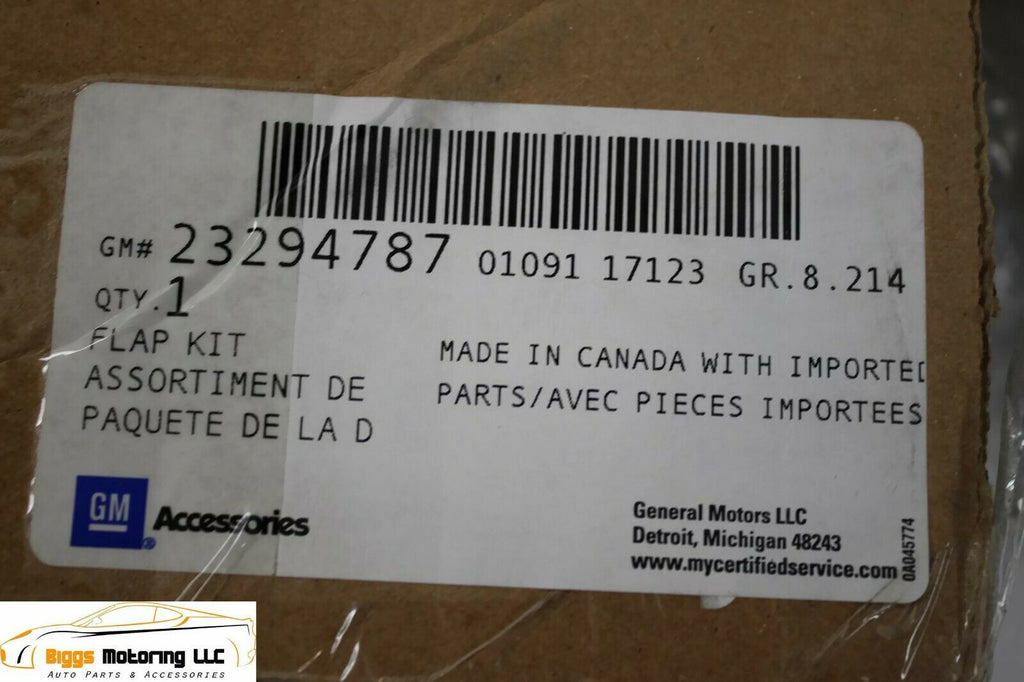 GM# 23294787 01091 17123 GR.8.214
QTY.1
FLAP KIT
ASSORTIMENT DE
PAQUETE DE LA D
MADE IN CANADA WITH IMPORTED
PARTS/AVEC PIECES IMPORTEES
GM Accessories
General Motors LLC
Detroit, Michigan 48243
www.mycertifiedservice.com
0A045774
Biggs Motoring LLC
Auto Parts & Accessories